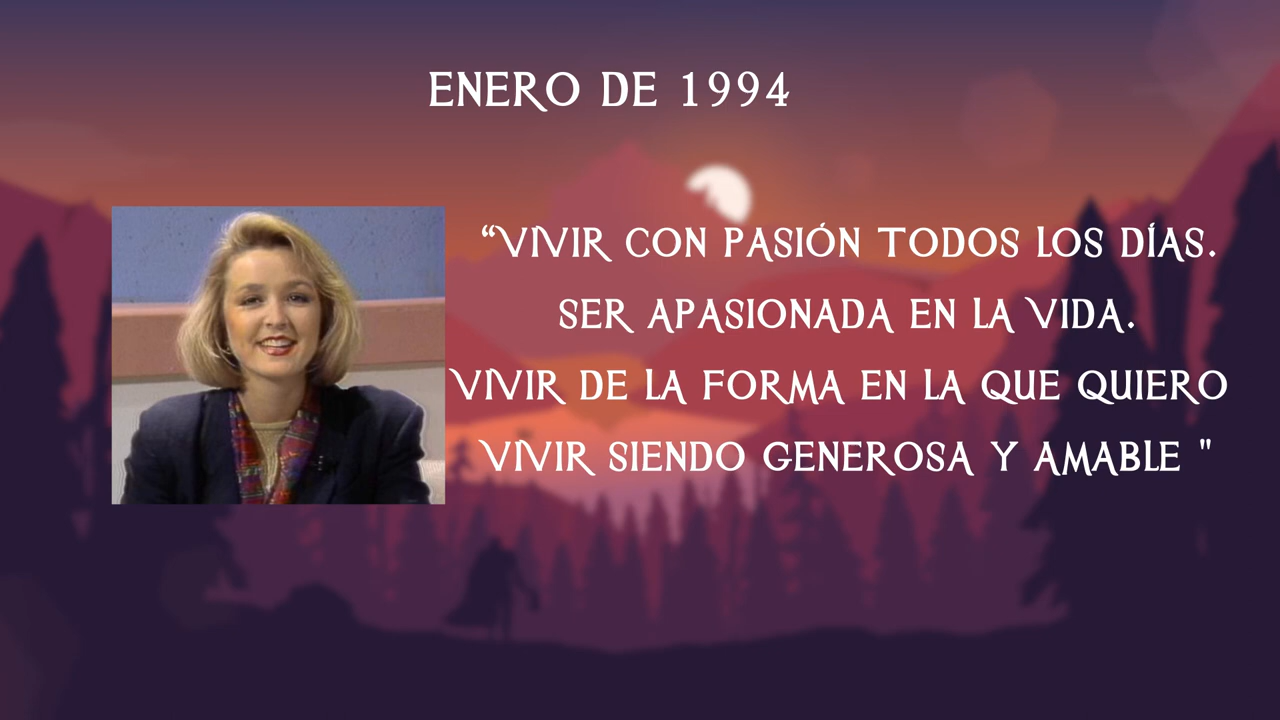 ENERO DE 1994
“VIVIR CON PASIÓN TODOS LOS DÍAS.
SER APASIONADA EN LA VIDA.
VIVIR DE LA FORMA EN LA QUE QUIERO
VIVIR SIENDO GENEROSA Y AMABLE "